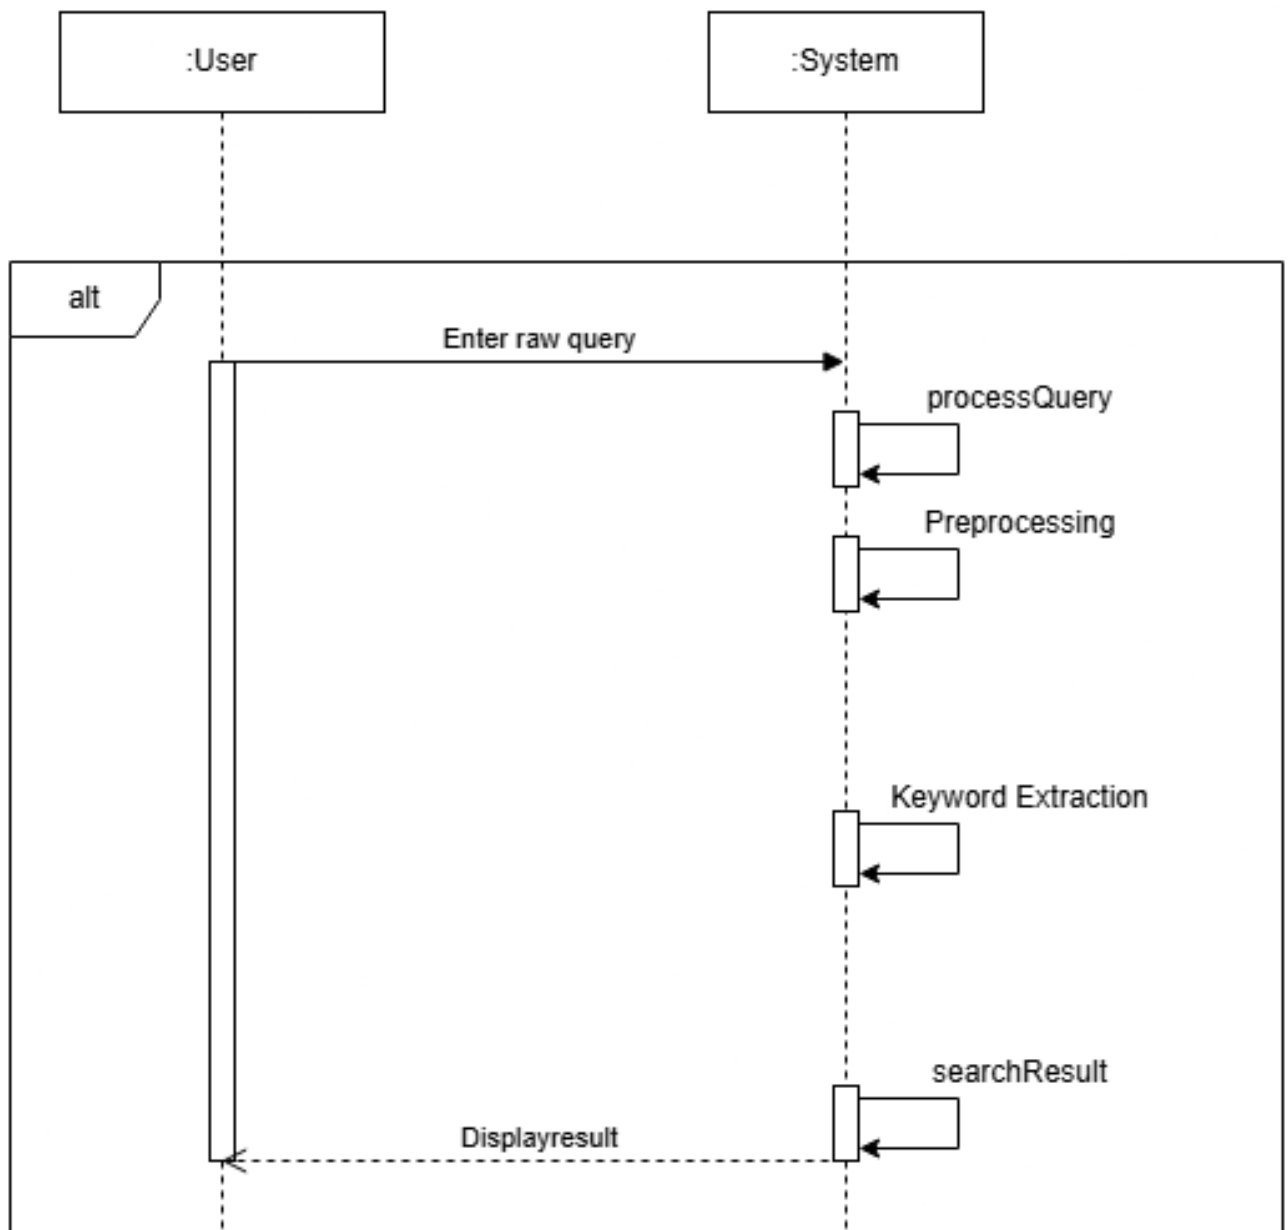 :User
:System
alt
Enter raw query
processQuery
Preprocessing
Keyword Extraction
searchResult
Displayresult